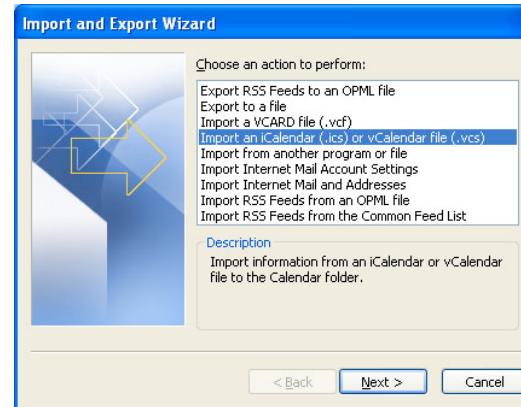 Import and Export Wizard
Choose an action to perform:
Export RSS Feeds to an OPML file
Export to a file
Import a VCARD file (.vcf)
Import an iCalendar (.ics) or vCalendar file (.vcs)
Import from another program or file
Import Internet Mail Account Settings
Import Internet Mail and Addresses
Import RSS Feeds from an OPML file
Import RSS Feeds from the Common Feed List
Description
Import information from an iCalendar or vCalendar
file to the Calendar folder.
< Back Next > Cancel